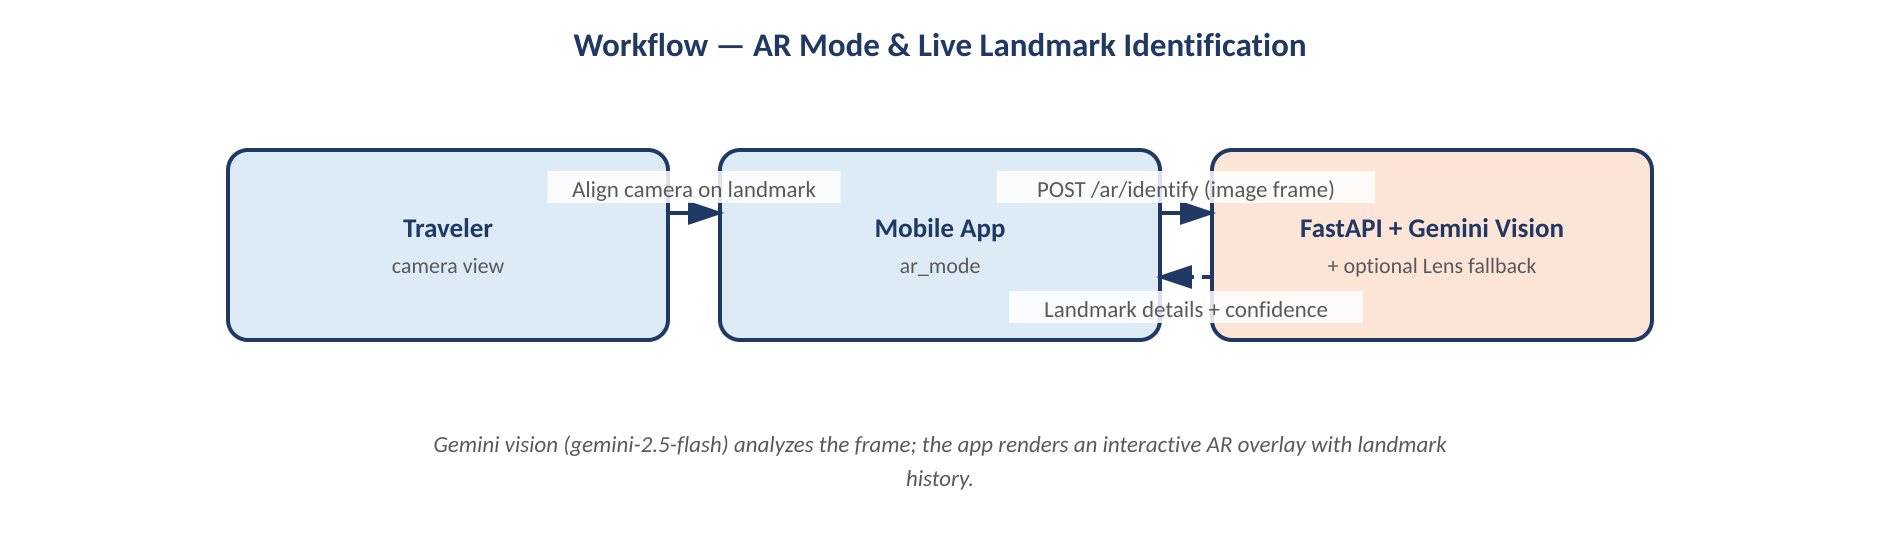 Workflow — AR Mode & Live Landmark Identification
Align camera on landmark
POST /ar/identify (image frame)
Traveler
camera view
Mobile App
ar_mode
FastAPI + Gemini Vision
+ optional Lens fallback
Landmark details + confidence
Gemini vision (gemini-2.5-flash) analyzes the frame; the app renders an interactive AR overlay with landmark
history.